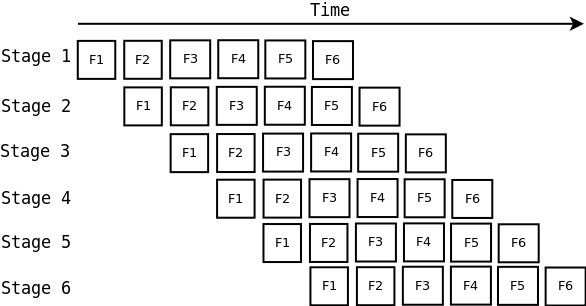 Time
Stage 1 F1 F2 F3 F4 F5 F6
Stage 2 F1 F2 F3 F4 F5 F6
Stage 3 F1 F2 F3 F4 F5 F6
Stage 4 F1 F2 F3 F4 F5 F6
Stage 5 F1 F2 F3 F4 F5 F6
Stage 6 F1 F2 F3 F4 F5 F6